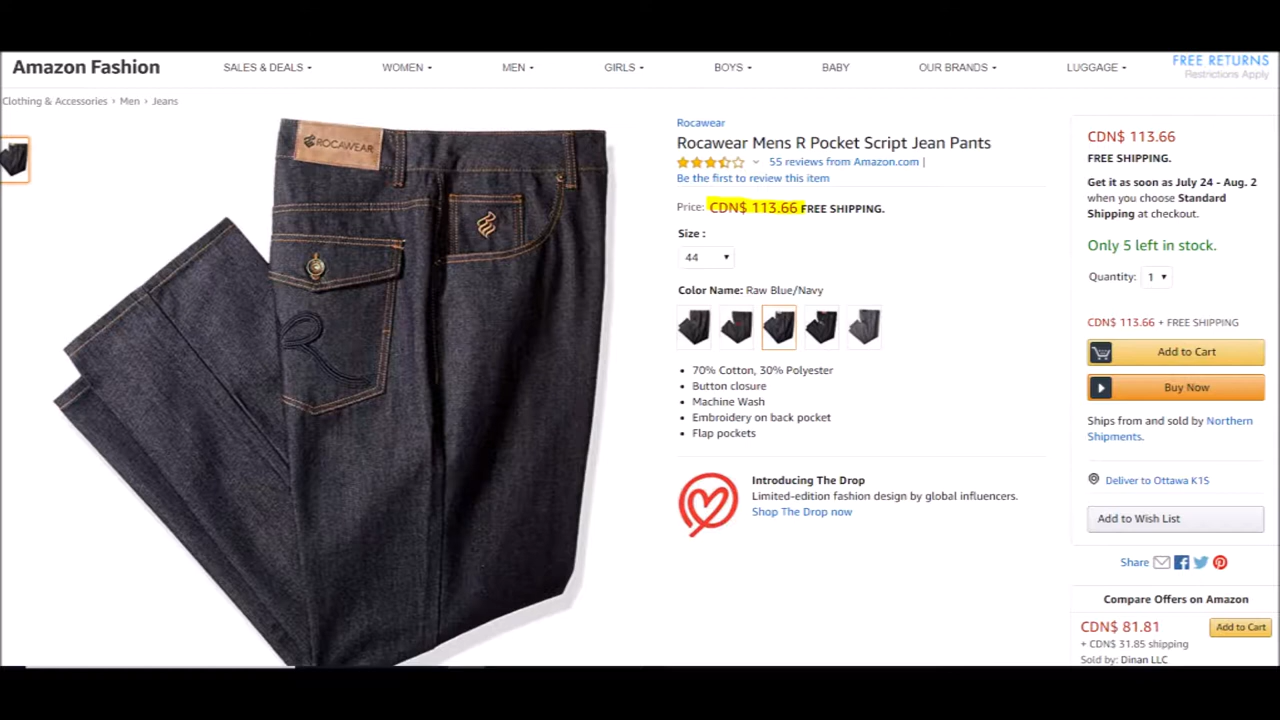 Amazon Fashion
SALES & DEALS
WOMEN
MEN
GIRLS
BOYS
BABY
OUR BRANDS
LUGGAGE
FREE RETURNS
Restrictions Apply
Clothing & Accessories › Men › Jeans
ROCAWEAR
Rocawear
Rocawear Mens R Pocket Script Jean Pants
55 reviews from Amazon.com |
Be the first to review this item
Price: CDN$ 113.66 FREE SHIPPING.
Size :
44
Color Name: Raw Blue/Navy
• 70% Cotton, 30% Polyester
• Button closure
• Machine Wash
• Embroidery on back pocket
• Flap pockets
Introducing The Drop
Limited-edition fashion design by global influencers.
Shop The Drop now
CDN$ 113.66
FREE SHIPPING.
Get it as soon as July 24 - Aug. 2
when you choose Standard
Shipping at checkout.
Only 5 left in stock.
Quantity: 1
CDN$ 113.66 + FREE SHIPPING
Add to Cart
Buy Now
Ships from and sold by Northern
Shipments.
Deliver to Ottawa K1S
Add to Wish List
Share
Compare Offers on Amazon
CDN$ 81.81
Add to Cart
+ CDN$ 31.85 shipping
Sold by: Dinan LLC